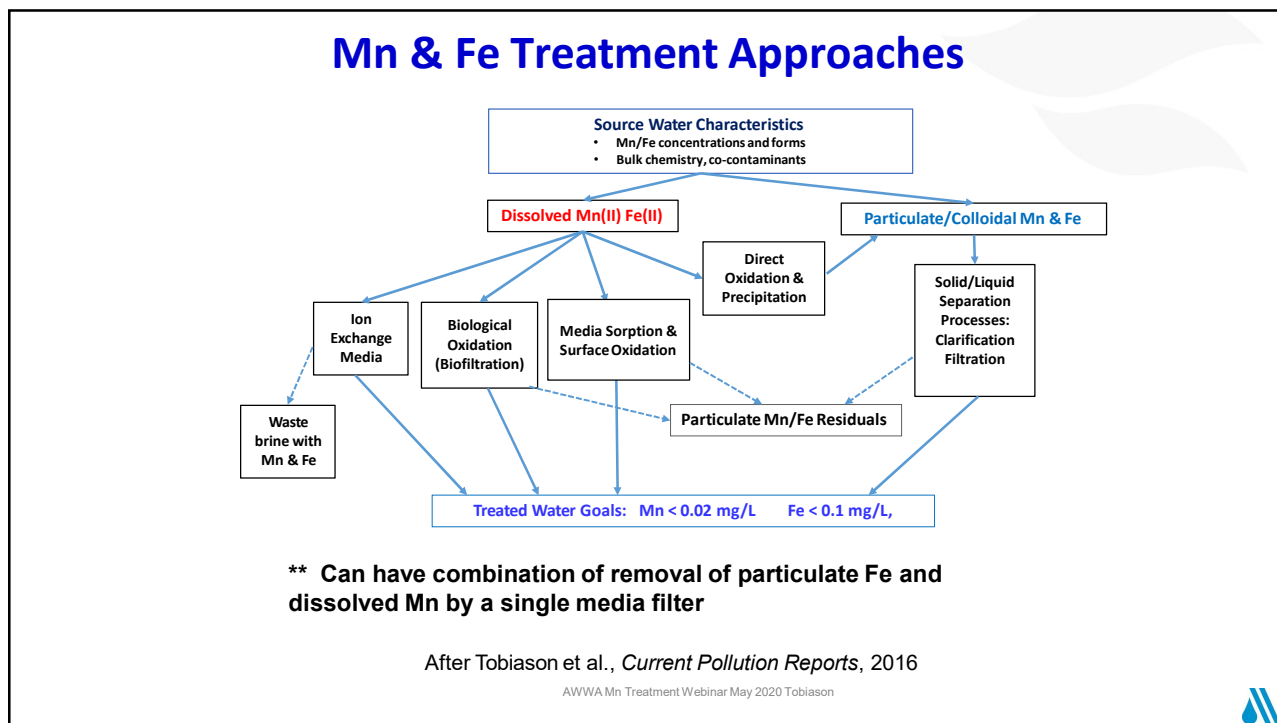 Mn & Fe Treatment Approaches
Source Water Characteristics
• Mn/Fe concentrations and forms
• Bulk chemistry, co-contaminants
Dissolved Mn(II) Fe(II)
Particulate/Colloidal Mn & Fe
Direct
Oxidation &
Precipitation
Solid/Liquid
Separation
Processes:
Clarification
Filtration
Ion
Exchange
Media
Biological
Oxidation
(Biofiltration)
Media Sorption &
Surface Oxidation
Waste
brine with
Mn & Fe
Particulate Mn/Fe Residuals
Treated Water Goals: Mn < 0.02 mg/L Fe < 0.1 mg/L,
** Can have combination of removal of particulate Fe and
dissolved Mn by a single media filter
After Tobiason et al., Current Pollution Reports, 2016
AWWA Mn Treatment Webinar May 2020 Tobiason